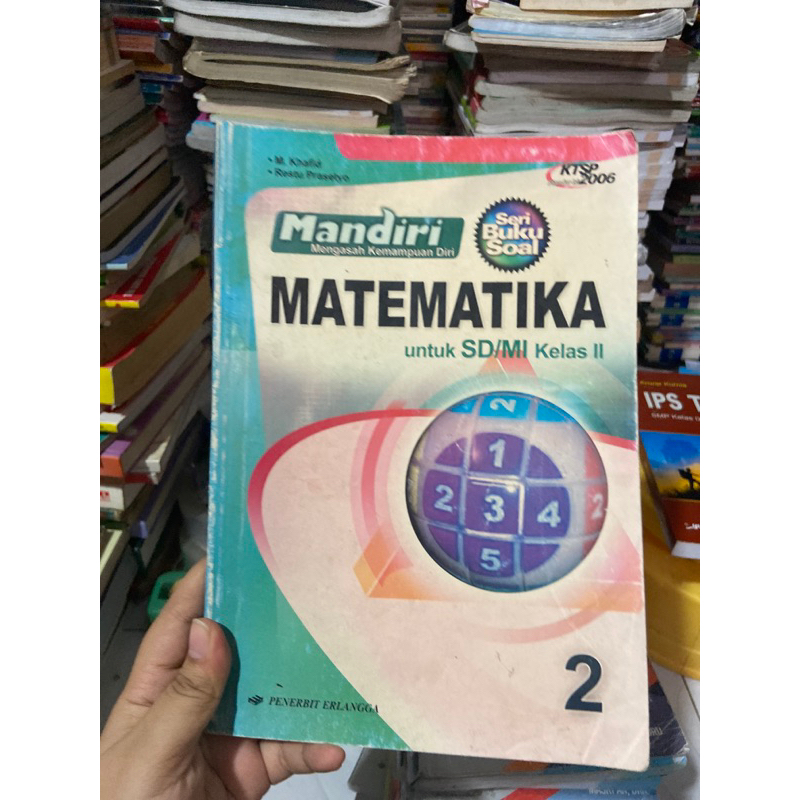 • M. Khafid
• Restu Prasetyo
KTSP
2006
Mandiri
Mengasah Kemampuan Diri
Seri
Buku
Soal
MATEMATIKA
untuk SD/MI Kelas II
2
1
2 3 4 2
5
2
PENERBIT ERLANGGA
IPS T